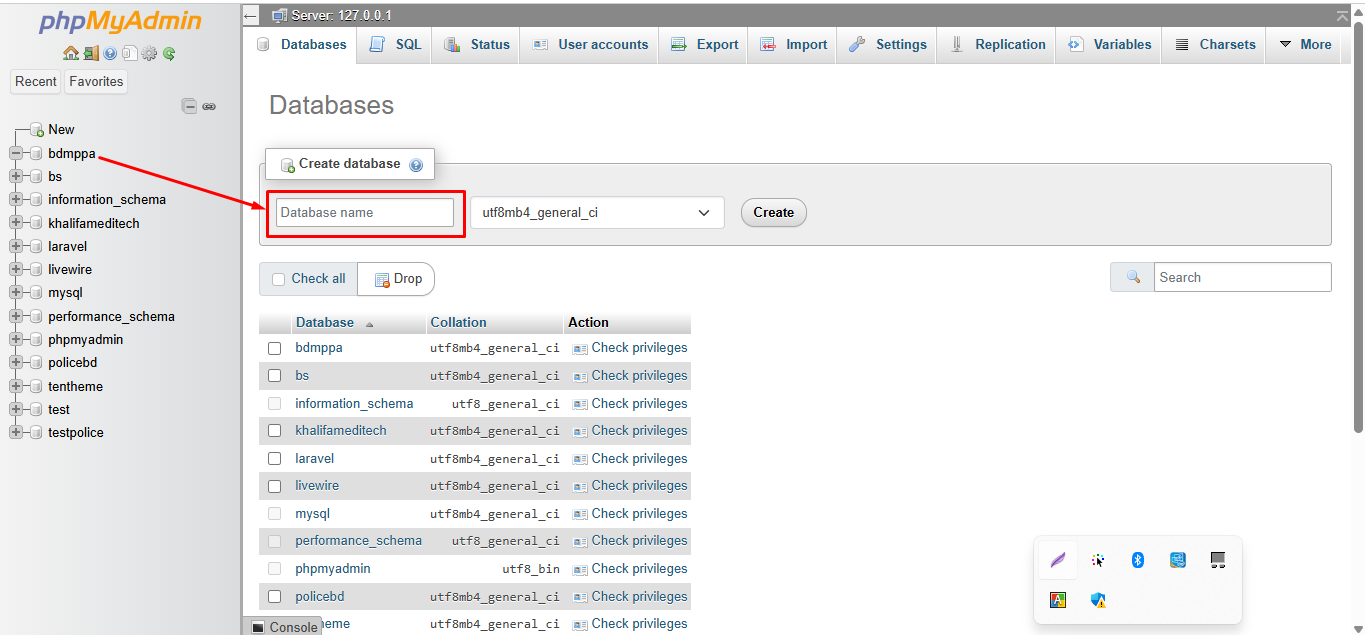 phpMyAdmin
Recent Favorites
New
bdmppa
bs
information_schema
khalifameditech
laravel
livewire
mysql
performance_schema
phpmyadmin
policebd
tentheme
test
testpolice
Server: 127.0.0.1
Databases SQL Status User accounts Export Import Settings Replication Variables Charsets More
Databases
Create database
Database name utf8mb4_general_ci Create
Check all Drop Search
Database Collation Action
bdmppa utf8mb4_general_ci Check privileges
bs utf8mb4_general_ci Check privileges
information_schema utf8_general_ci Check privileges
khalifameditech utf8mb4_general_ci Check privileges
laravel utf8mb4_general_ci Check privileges
livewire utf8mb4_general_ci Check privileges
mysql utf8mb4_general_ci Check privileges
performance_schema utf8_general_ci Check privileges
phpmyadmin utf8_bin Check privileges
policebd utf8mb4_general_ci Check privileges
heme utf8mb4_general_ci Check privileges
Console